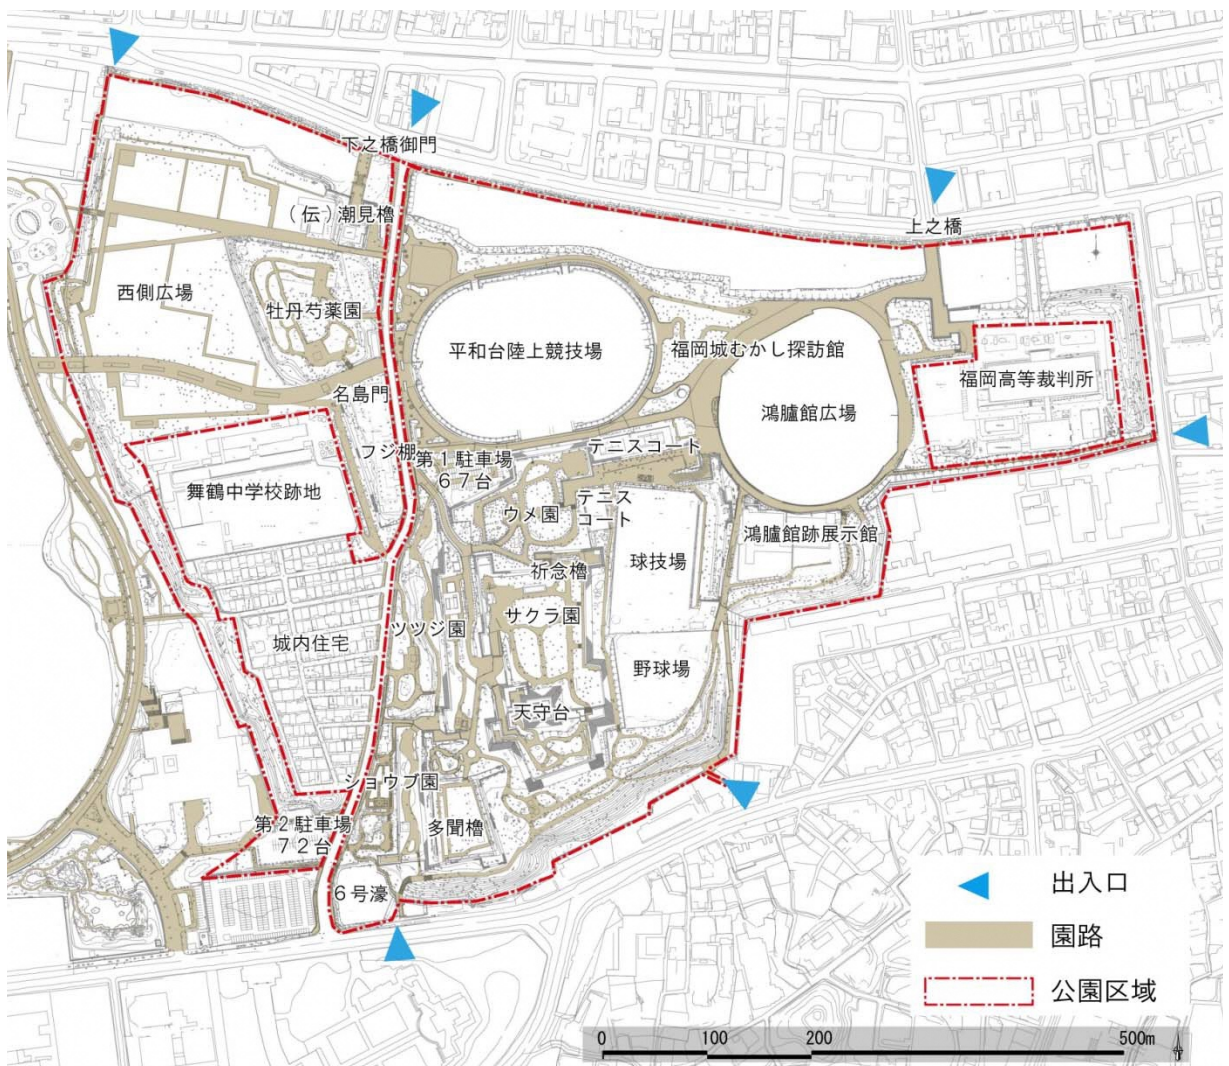 下之橋御門
(伝)潮見櫓
上之橋
西側広場
牡丹芍薬園
平和台陸上競技場
福岡城むかし探訪館
福岡高等裁判所
名島門
鴻臚館広場
フジ棚
第1駐車場
67台
テニスコート
舞鶴中学校跡地
ウメ園
テニス
コート
鴻臚館跡展示館
祈念櫓
球技場
サクラ園
ツツジ園
城内住宅
野球場
天守台
ショウブ園
第2駐車場
72台
多聞櫓
6号濠
出入口
園路
公園区域
0 100 200 500m